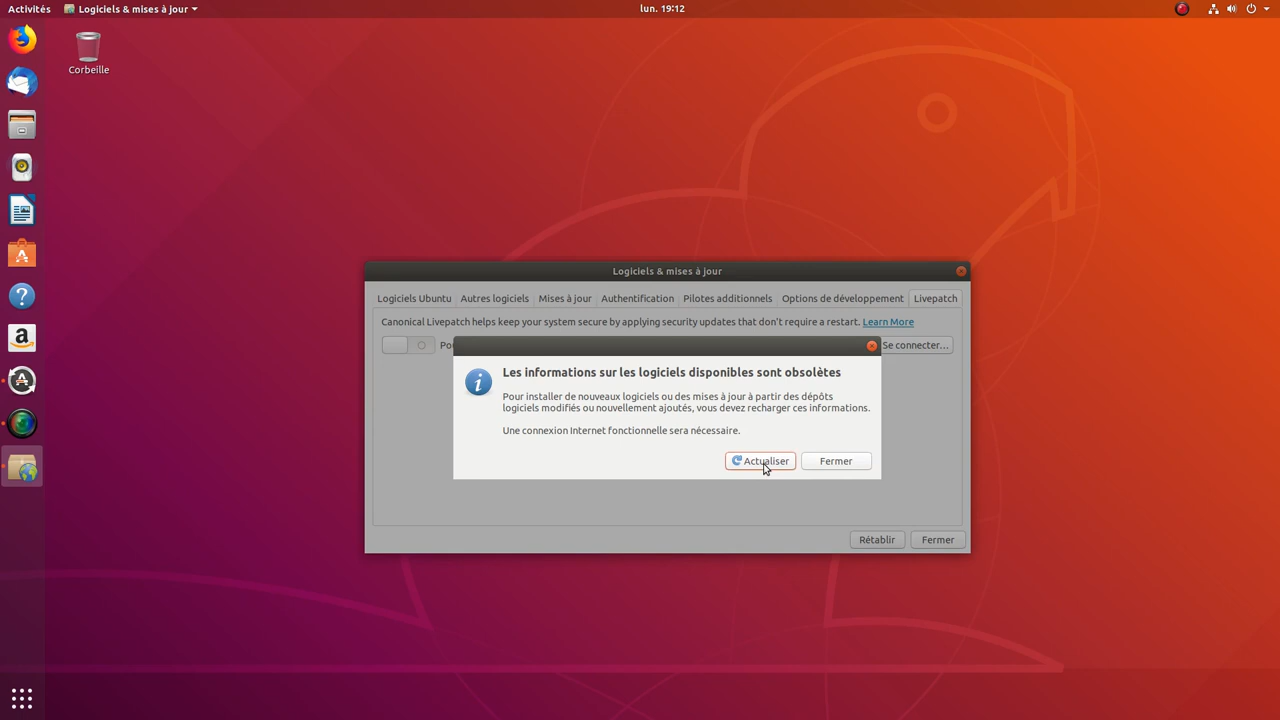 Activités
Logiciels & mises à jour
lun. 19:12
Corbeille
Logiciels & mises à jour
Logiciels Ubuntu
Autres logiciels
Mises à jour
Authentification
Pilotes additionnels
Options de développement
Livepatch
Canonical Livepatch helps keep your system secure by applying security updates that don't require a restart. Learn More
Se connecter...
Les informations sur les logiciels disponibles sont obsolètes
Pour installer de nouveaux logiciels ou des mises à jour à partir des dépôts
logiciels modifiés ou nouvellement ajoutés, vous devez recharger ces informations.
Une connexion Internet fonctionnelle sera nécessaire.
Actualiser
Fermer
Rétablir
Fermer